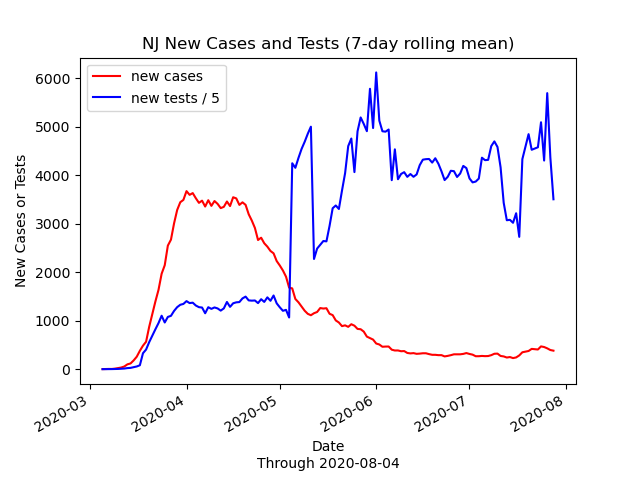 NJ New Cases and Tests (7-day rolling mean)
new cases
new tests / 5
6000
5000
4000
3000
2000
1000
0
New Cases or Tests
2020-03
2020-04
2020-05
2020-06
2020-07
2020-08
Date
Through 2020-08-04